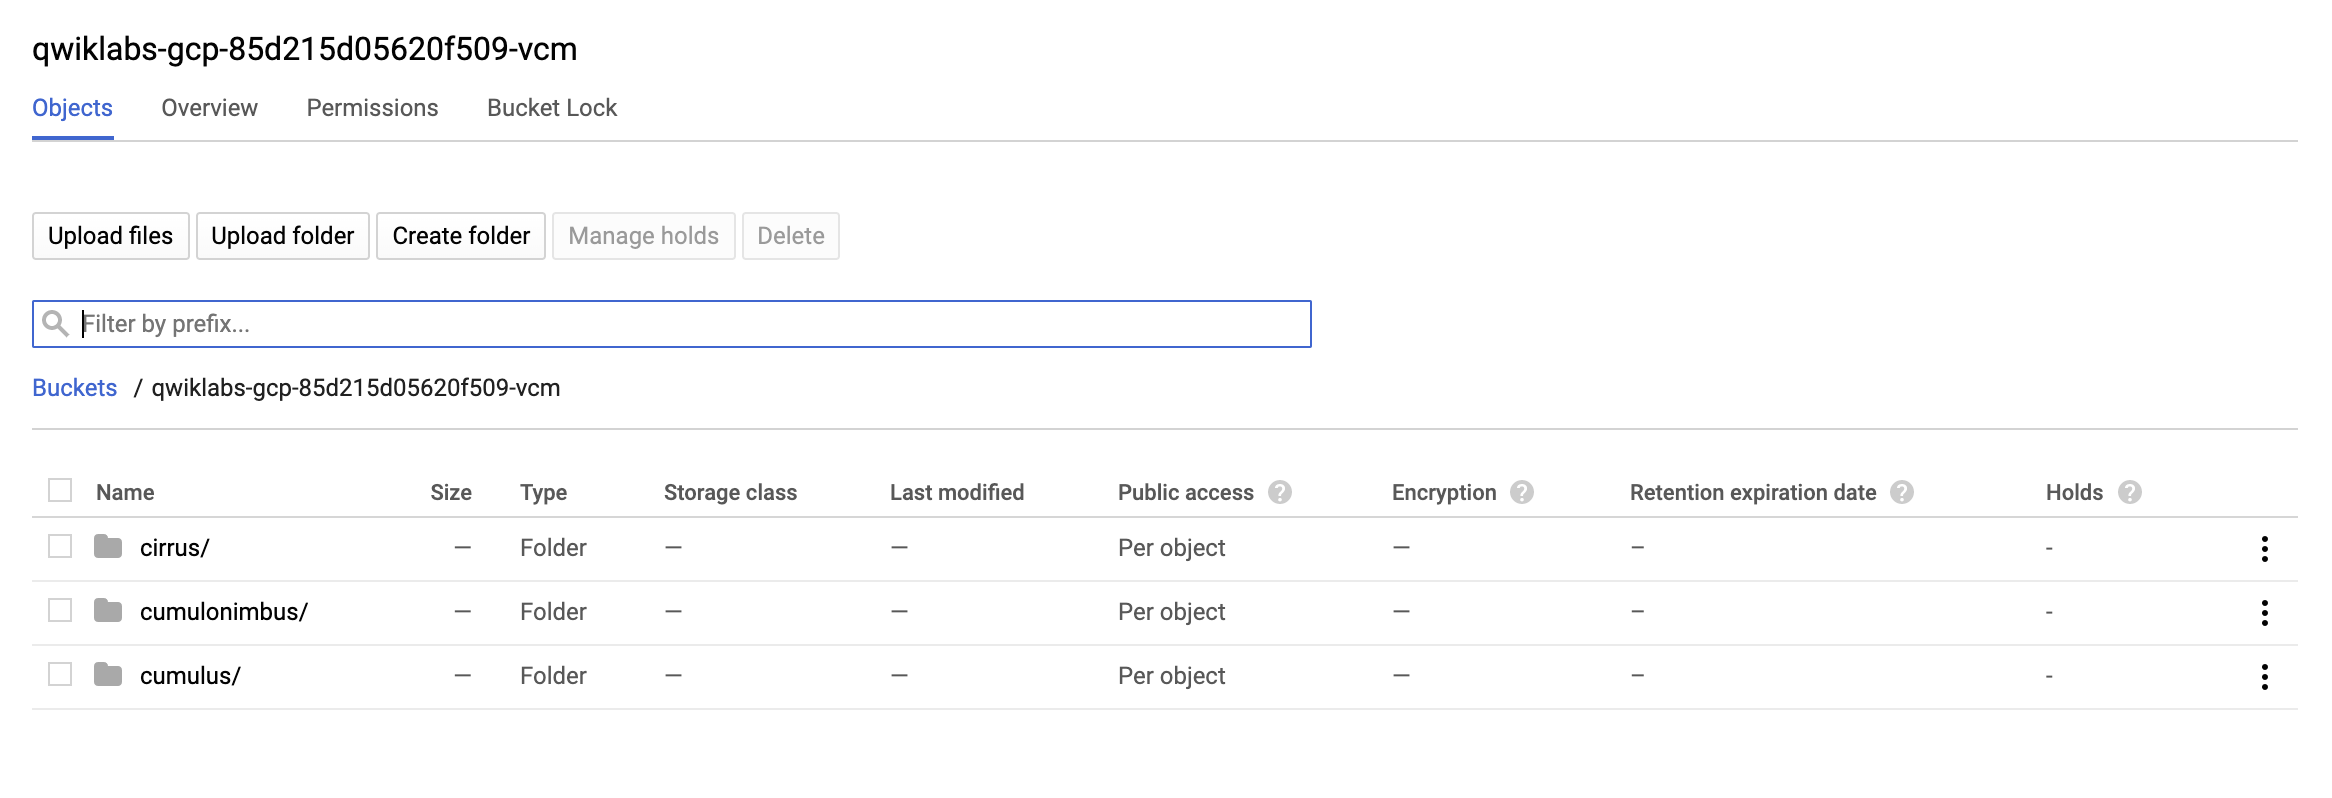 qwiklabs-gcp-85d215d05620f509-vcm
Objects Overview Permissions Bucket Lock
Upload files Upload folder Create folder Manage holds Delete
Filter by prefix...
Buckets / qwiklabs-gcp-85d215d05620f509-vcm
Name Size Type Storage class Last modified Public access ? Encryption ? Retention expiration date ? Holds ?
cirrus/ — Folder — — Per object — – -
cumulonimbus/ — Folder — — Per object — – -
cumulus/ — Folder — — Per object — – -